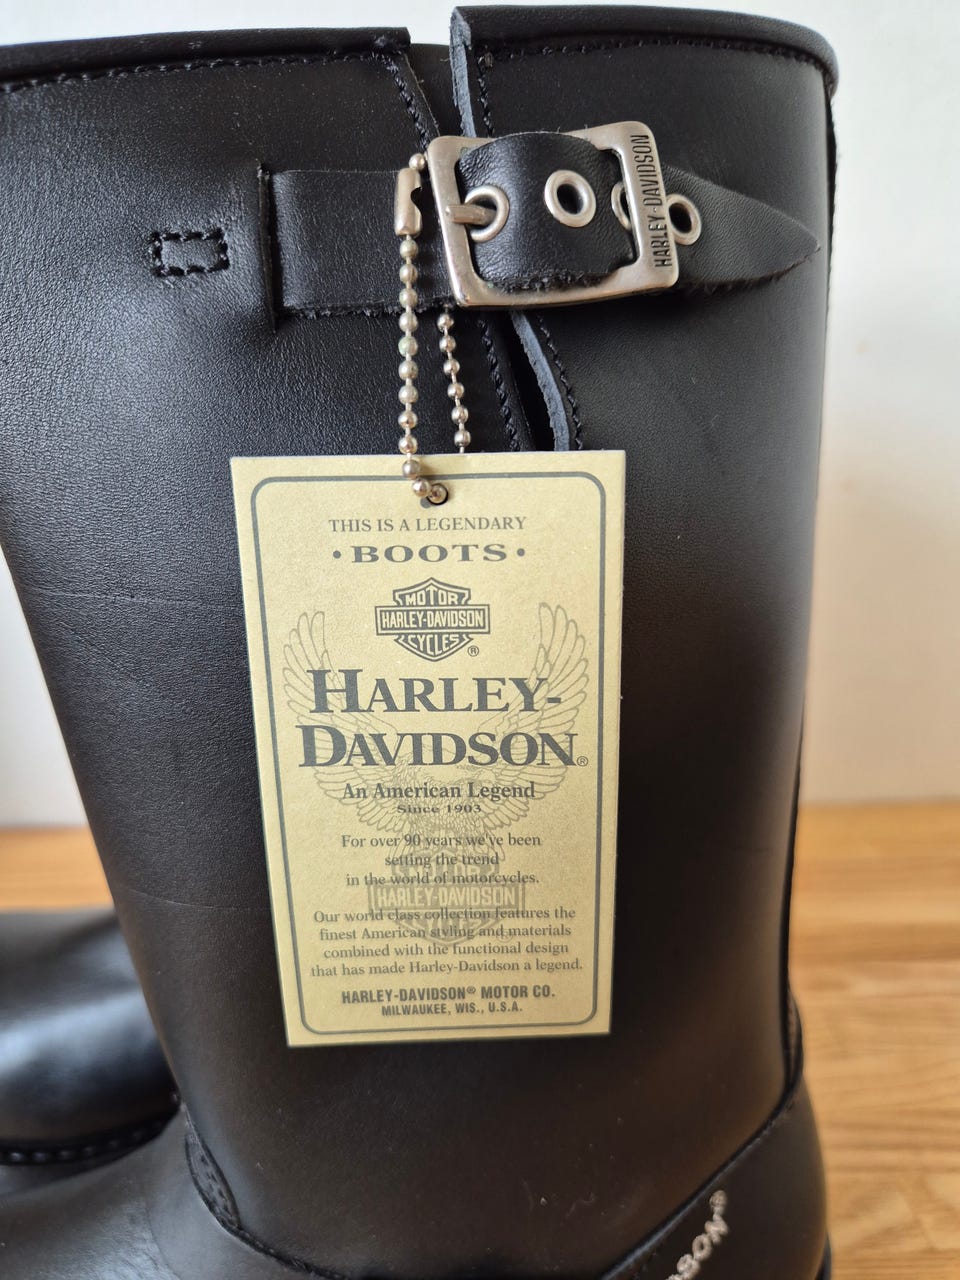 HARLEY-DAVIDSON
THIS IS A LEGENDARY
• BOOTS •
MOTOR
HARLEY-DAVIDSON
CYCLES
®
HARLEY-
DAVIDSON®
An American Legend
Since 1903
For over 90 years we've been
setting the trend
in the world of motorcycles.
HARLEY-DAVIDSON
Our world class collection features the
finest American styling and materials
combined with the functional design
that has made Harley-Davidson a legend.
HARLEY-DAVIDSON® MOTOR CO.
MILWAUKEE, WIS., U.S.A.